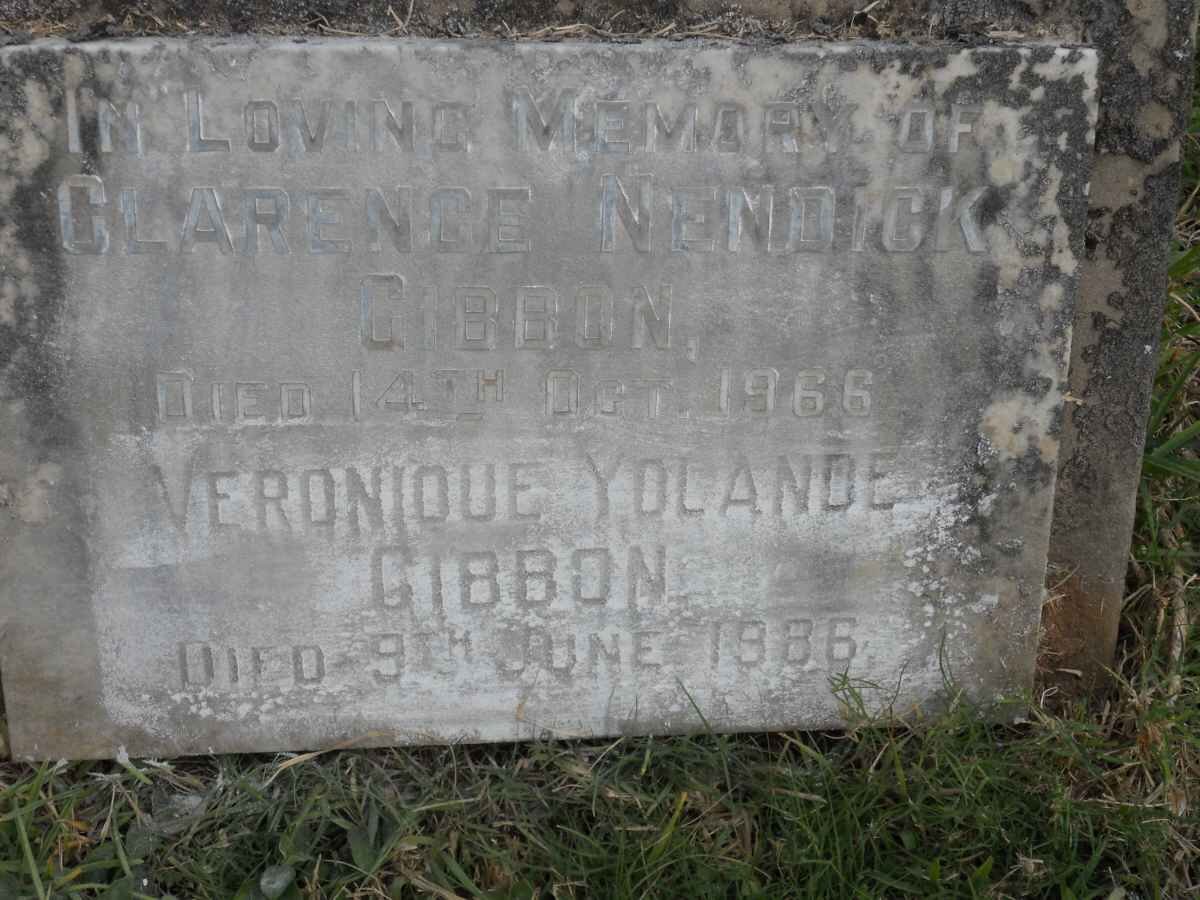 IN LOVING MEMORY OF
CLARENCE NENDICK
GIBBON,
DIED 14TH OCT. 1966
VERONIQUE YOLANDE
GIBBON.
DIED 9TH JUNE 1986.